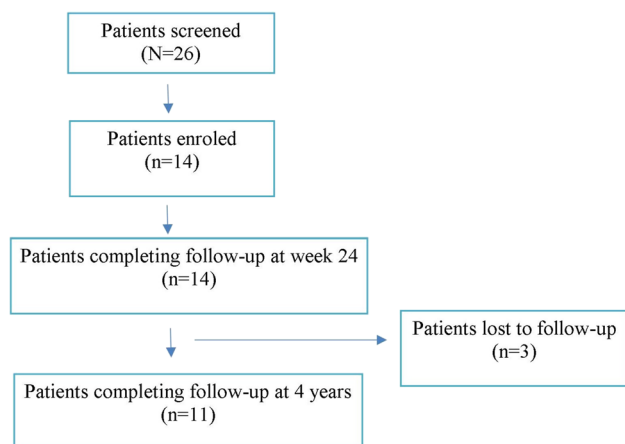 Patients screened
(N=26)
Patients enroled
(n=14)
Patients completing follow-up at week 24
(n=14)
Patients lost to follow-up
(n=3)
Patients completing follow-up at 4 years
(n=11)